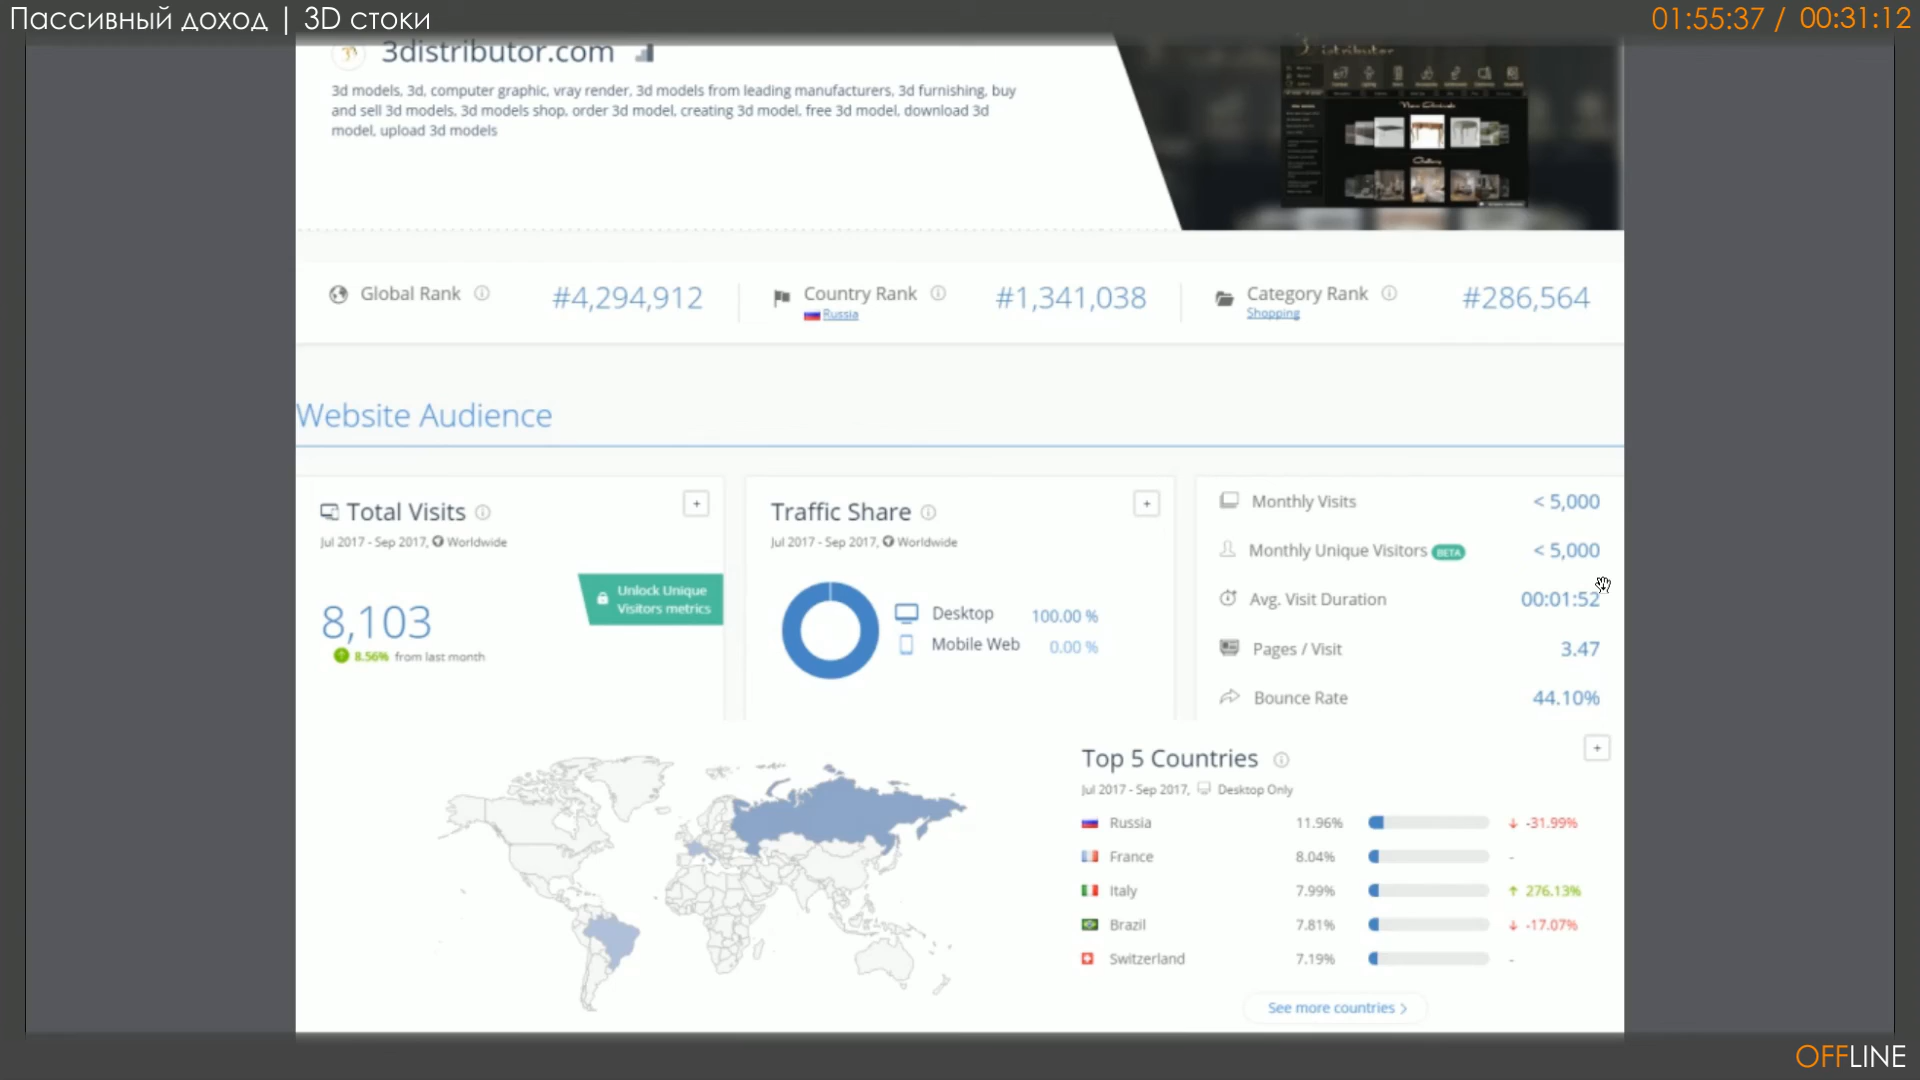 Пассивный доход | 3D стоки
01:55:37 / 00:31:12
3distributor.com
3d models, 3d, computer graphic, vray render, 3d models from leading manufacturers, 3d furnishing, buy
and sell 3d models, 3d models shop, order 3d model, creating 3d model, free 3d model, download 3d
model, upload 3d models
Global Rank
#4,294,912
Country Rank
Russia
#1,341,038
Category Rank
Shopping
#286,564
Website Audience
Total Visits
Jul 2017 - Sep 2017, Worldwide
Unlock Unique
Visitors metrics
8,103
8.56% from last month
Traffic Share
Jul 2017 - Sep 2017, Worldwide
Desktop 100.00 %
Mobile Web 0.00 %
Monthly Visits < 5,000
Monthly Unique Visitors BETA < 5,000
Avg. Visit Duration 00:01:52
Pages / Visit 3.47
Bounce Rate 44.10%
Top 5 Countries
Jul 2017 - Sep 2017, Desktop Only
Russia 11.96% -31.99%
France 8.04% -
Italy 7.99% 276.13%
Brazil 7.81% -17.07%
Switzerland 7.19% -
See more countries >
OFFLINE